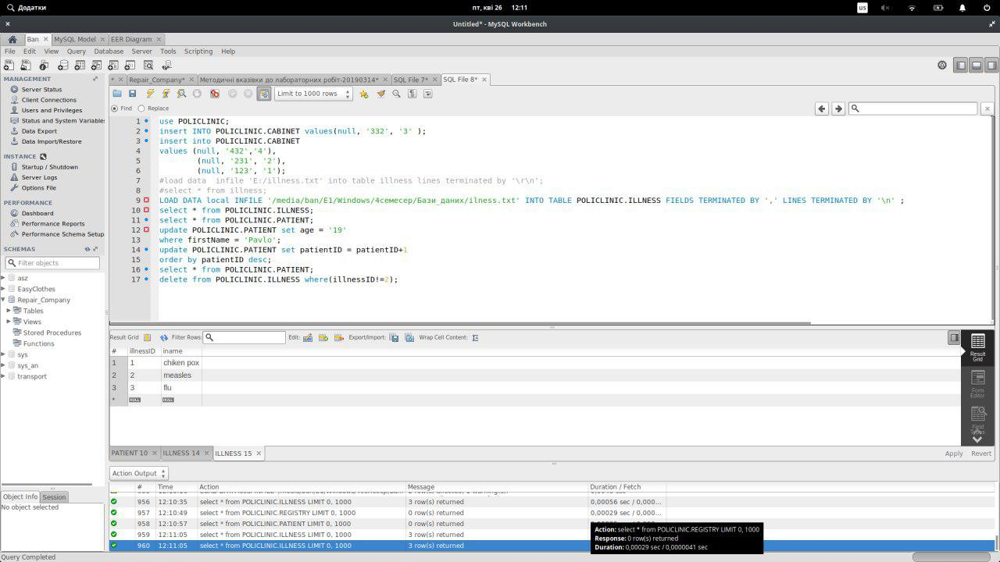 Додатки
пт, кві 26 12:11
us
Untitled* - MySQL Workbench
Ban MySQL Model EER Diagram
File Edit View Query Database Server Tools Scripting Help
MANAGEMENT
Server Status
Client Connections
Users and Privileges
Status and System Variables
Data Export
Data Import/Restore
INSTANCE
Startup / Shutdown
Server Logs
Options File
PERFORMANCE
Dashboard
Performance Reports
Performance Schema Setup
SCHEMAS
Filter objects
asz
EasyClothes
Repair_Company
Tables
Views
Stored Procedures
Functions
sys
sys_an
transport
Object Info Session
No object selected
* Repair_Company* Методичні вказівки до лабораторних робіт-20190314* SQL File 7* SQL File 8*
Limit to 1000 rows
Find Replace
1 use POLICLINIC;
2 insert INTO POLICLINIC.CABINET values(null, '332', '3' );
3 insert into POLICLINIC.CABINET
4 values (null, '432','4'),
5 (null, '231', '2'),
6 (null, '123', '1');
7 #load data  infile 'E:/illness.txt' into table illness lines terminated by '\r\n';
8 #select * from illness;
9 LOAD DATA local INFILE '/media/ban/E1/Windows/4семесер/Бази_даних/ilness.txt' INTO TABLE POLICLINIC.ILLNESS FIELDS TERMINATED BY ',' LINES TERMINATED BY '\n' ;
10 select * from POLICLINIC.ILLNESS;
11 select * from POLICLINIC.PATIENT;
12 update POLICLINIC.PATIENT set age = '19'
13 where firstName = 'Pavlo';
14 update POLICLINIC.PATIENT set patientID = patientID+1
15 order by patientID desc;
16 select * from POLICLINIC.PATIENT;
17 delete from POLICLINIC.ILLNESS where(illnessID!=2);
Result Grid Filter Rows: Edit: Export/Import: Wrap Cell Content:
# illnessID iname
1 1 chiken pox
2 2 measles
3 3 flu
* NULL NULL
Result Grid
Form Editor
Field Types
PATIENT 10 ILLNESS 14 ILLNESS 15
Apply Revert
Action Output
# Time Action Message Duration / Fetch
956 12:10:49 select * from POLICLINIC.ILLNESS LIMIT 0, 1000 3 row(s) returned 0,00056 sec / 0,000...
957 12:10:49 select * from POLICLINIC.REGISTRY LIMIT 0, 1000 0 row(s) returned 0,00029 sec / 0,000...
958 12:10:57 select * from POLICLINIC.PATIENT LIMIT 0, 1000 0 row(s) returned
959 12:11:05 select * from POLICLINIC.ILLNESS LIMIT 0, 1000 3 row(s) returned
960 12:11:05 select * from POLICLINIC.ILLNESS LIMIT 0, 1000 3 row(s) returned
Action: select * from POLICLINIC.REGISTRY LIMIT 0, 1000
Response: 0 row(s) returned
Duration: 0,00029 sec / 0,0000041 sec
Query Completed